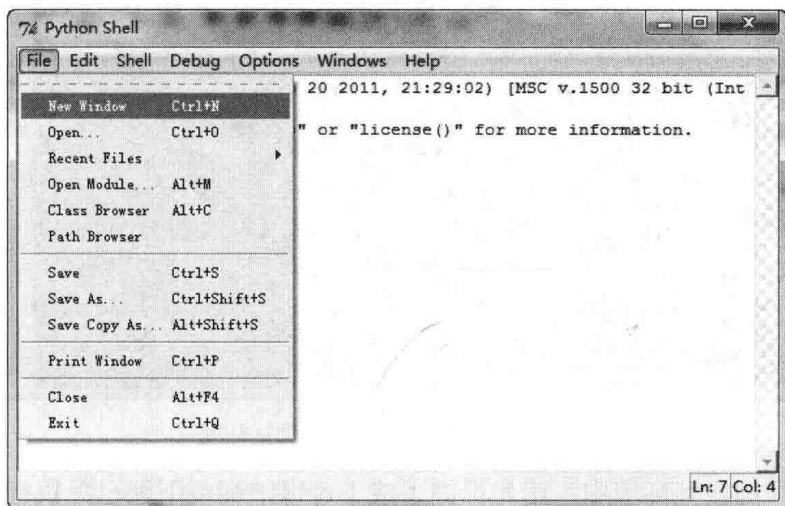 7% Python Shell
File Edit Shell Debug Options Windows Help
20 2011, 21:29:02) [MSC v.1500 32 bit (Int
" or "license()" for more information.
New Window Ctrl+N
Open... Ctrl+O
Recent Files
Open Module... Alt+M
Class Browser Alt+C
Path Browser
Save Ctrl+S
Save As... Ctrl+Shift+S
Save Copy As... Alt+Shift+S
Print Window Ctrl+P
Close Alt+F4
Exit Ctrl+Q
Ln: 7 Col: 4